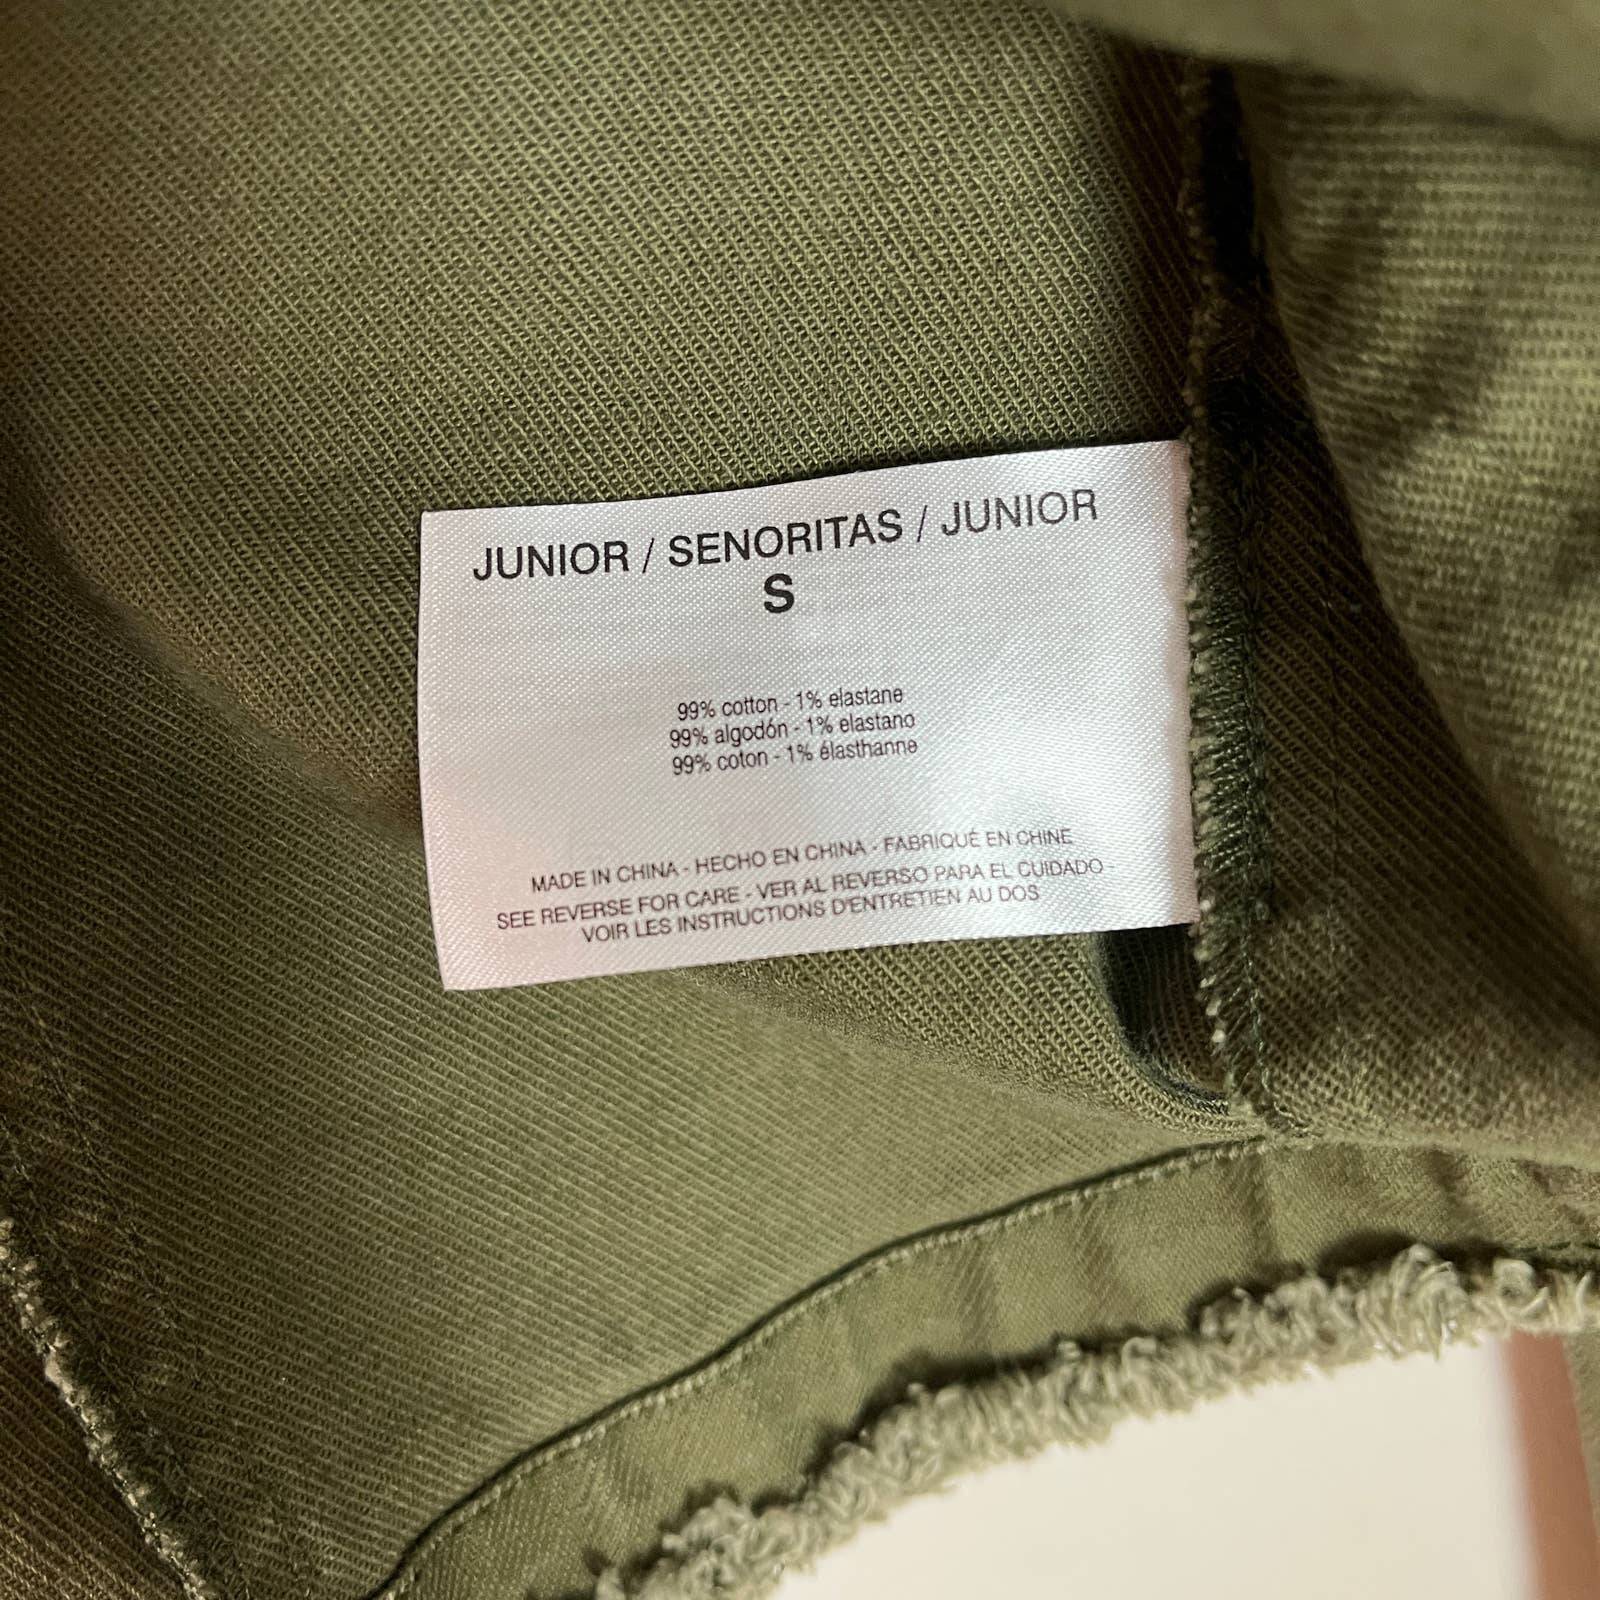 JUNIOR / SENORITAS / JUNIOR
S
99% cotton - 1% elastane
99% algodón - 1% elastano
99% coton - 1% élasthanne
MADE IN CHINA - HECHO EN CHINA - FABRIQUÉ EN CHINE
SEE REVERSE FOR CARE - VER AL REVERSO PARA EL CUIDADO -
VOIR LES INSTRUCTIONS D'ENTRETIEN AU DOS